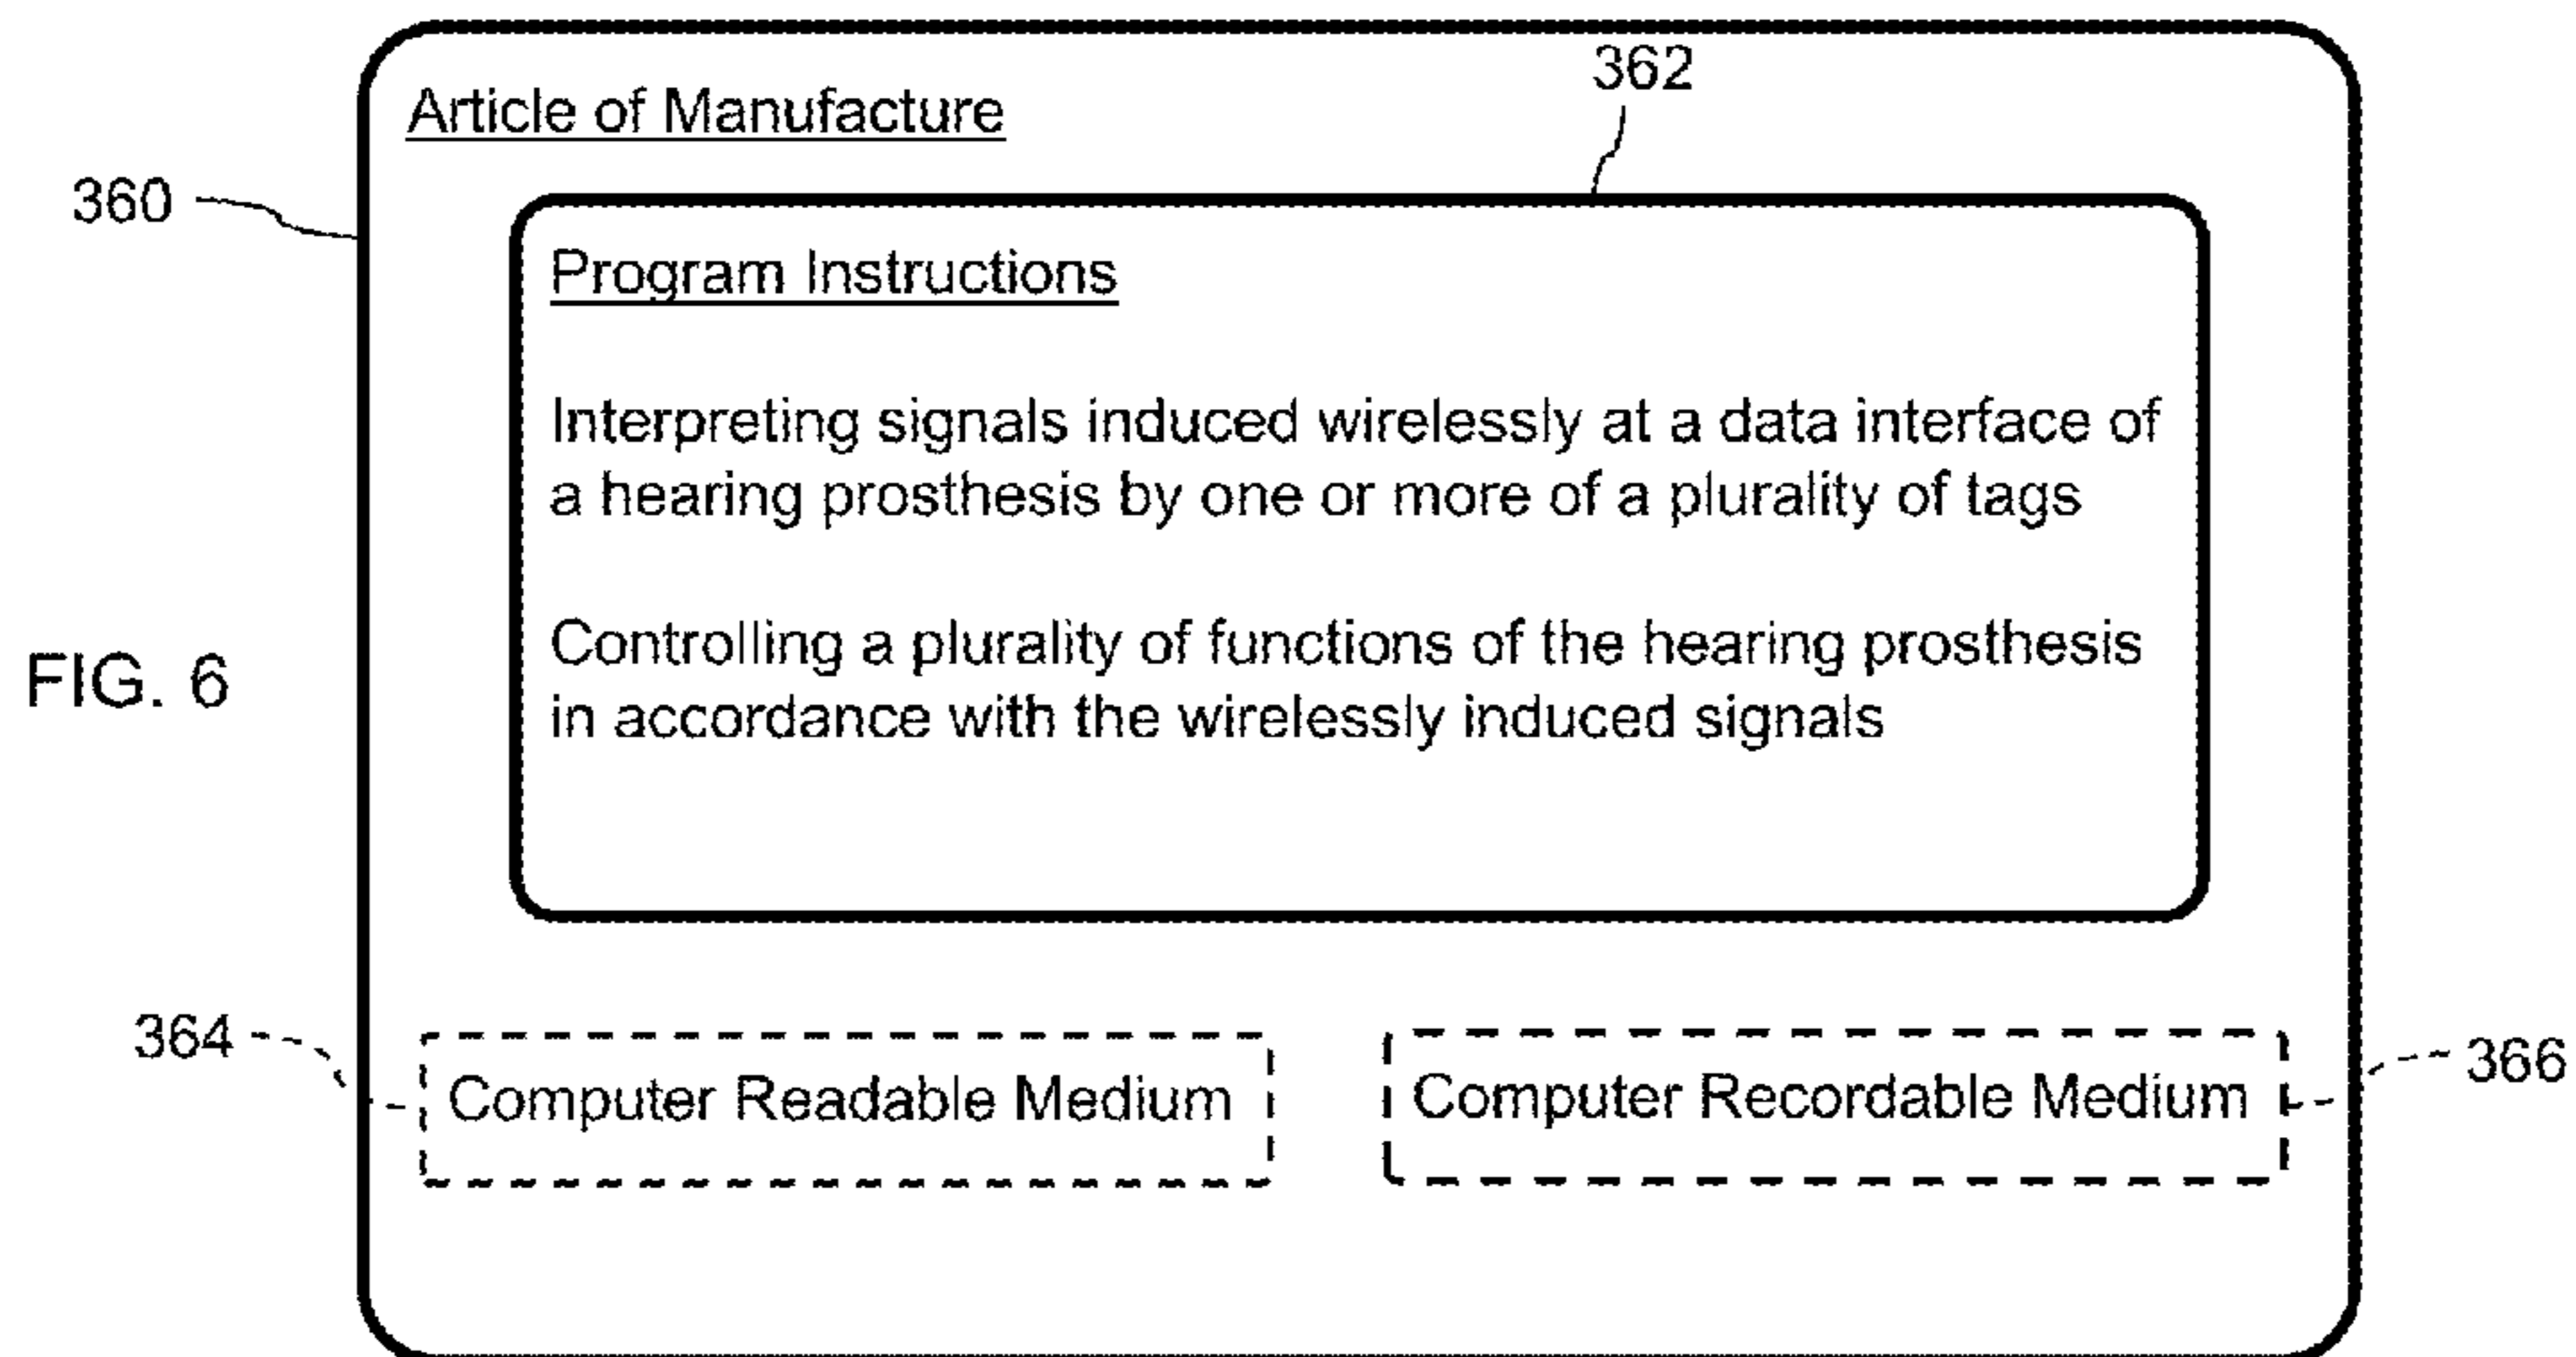 362
Article of Manufacture
360
Program Instructions
Interpreting signals induced wirelessly at a data interface of
a hearing prosthesis by one or more of a plurality of tags
Controlling a plurality of functions of the hearing prosthesis
in accordance with the wirelessly induced signals
FIG. 6
364
Computer Readable Medium
Computer Recordable Medium
366